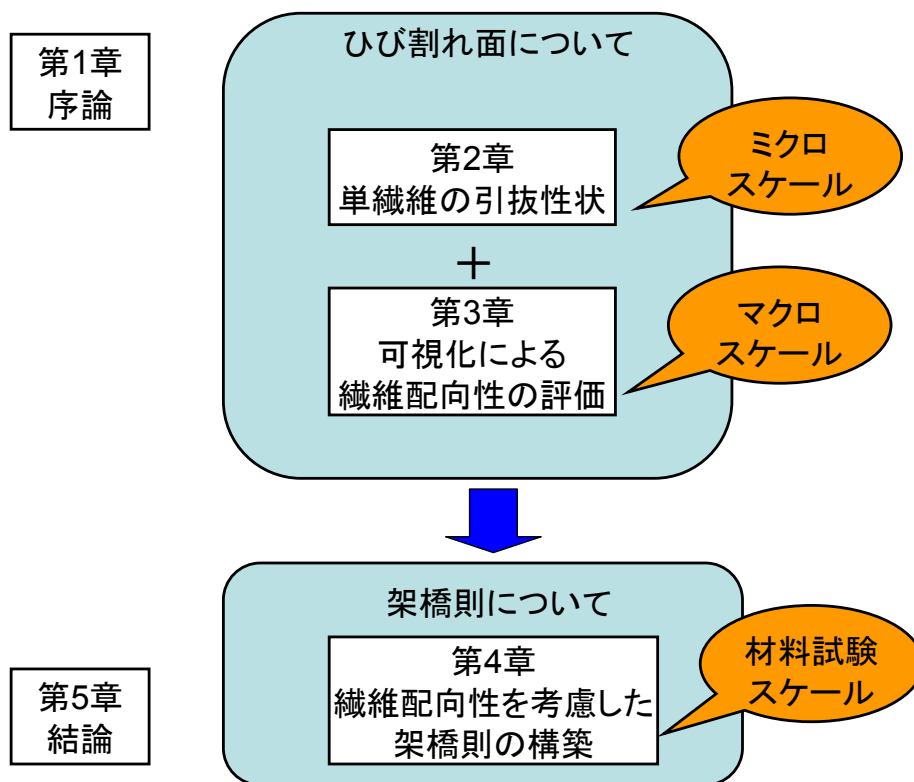 第1章
序論
ひび割れ面について
第2章
単繊維の引抜性状
ミクロ
スケール
＋
第3章
可視化による
繊維配向性の評価
マクロ
スケール
架橋則について
第4章
繊維配向性を考慮した
架橋則の構築
材料試験
スケール
第5章
結論